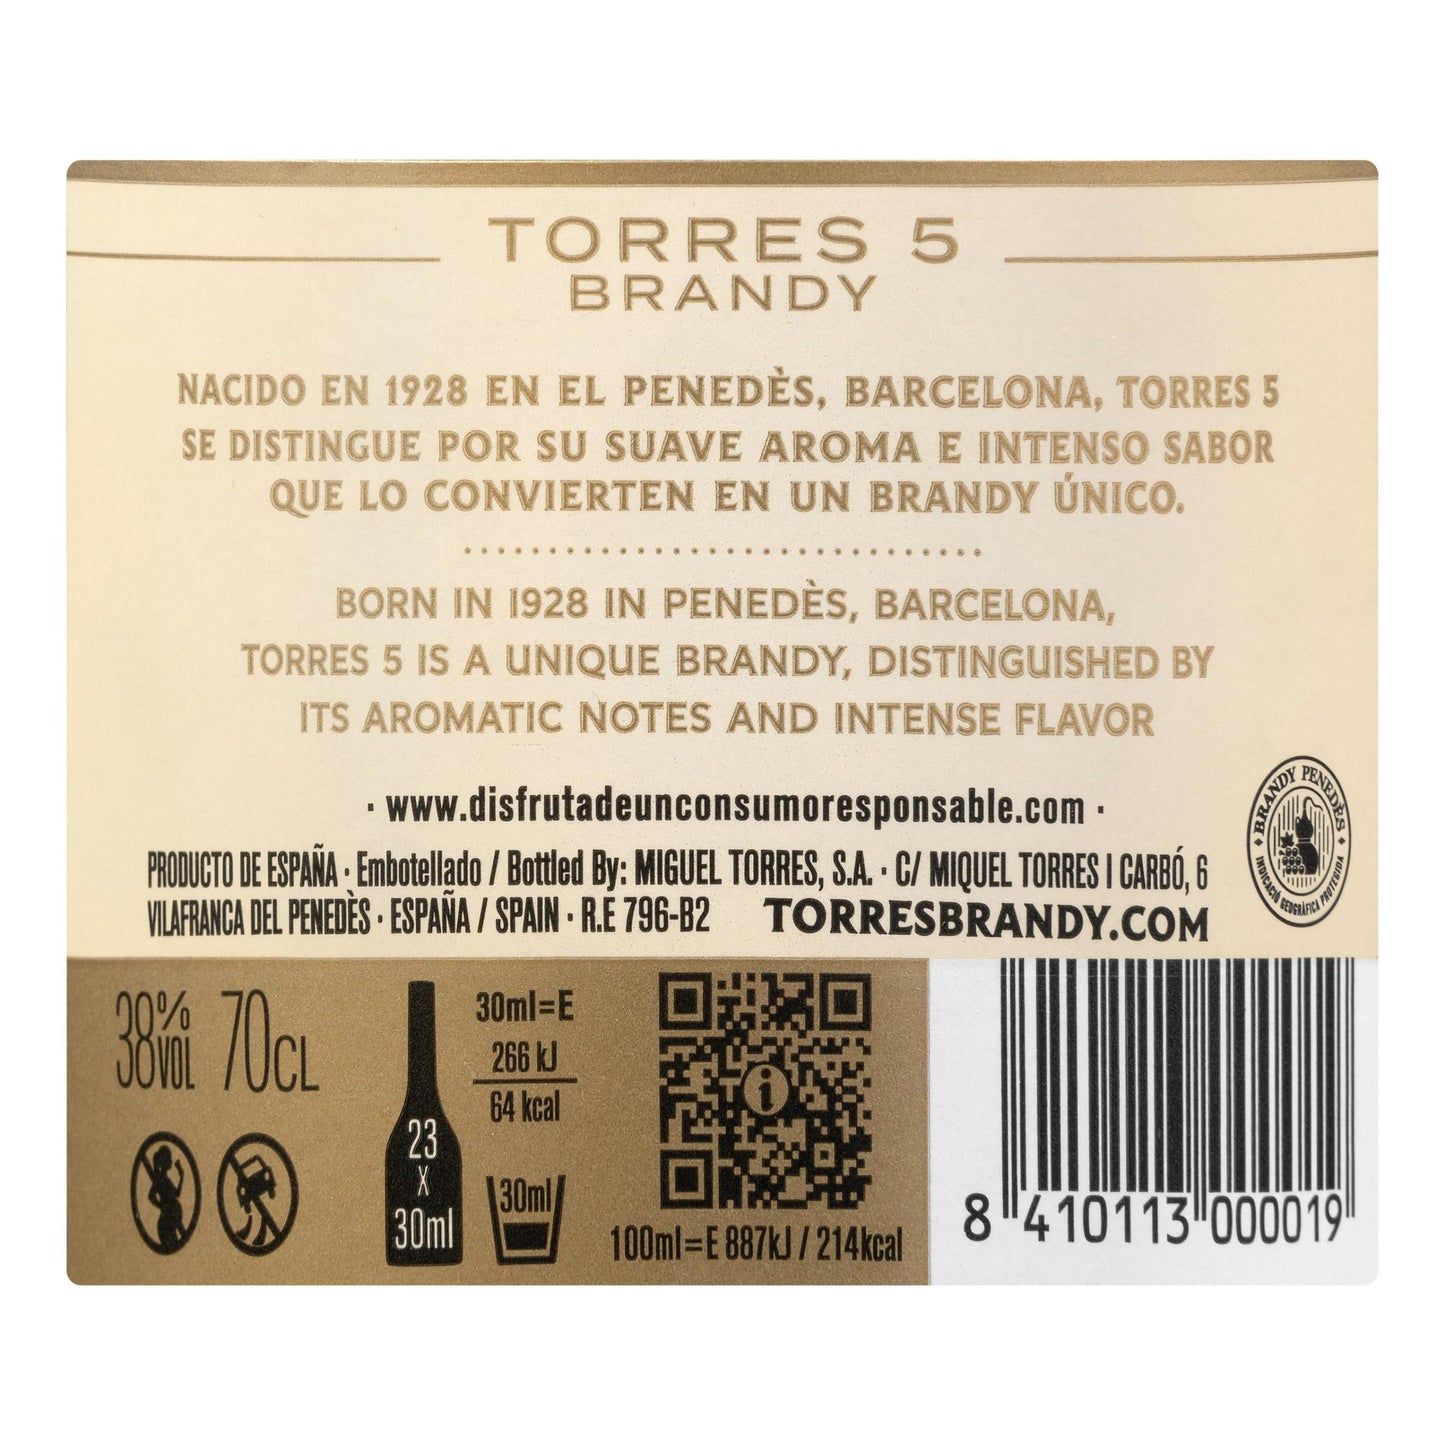 TORRES 5
BRANDY
NACIDO EN 1928 EN EL PENEDÈS, BARCELONA, TORRES 5
SE DISTINGUE POR SU SUAVE AROMA E INTENSO SABOR
QUE LO CONVIERTEN EN UN BRANDY ÚNICO.
BORN IN 1928 IN PENEDÈS, BARCELONA,
TORRES 5 IS A UNIQUE BRANDY, DISTINGUISHED BY
ITS AROMATIC NOTES AND INTENSE FLAVOR
· www.disfrutadeunconsumoresponsable.com ·
PRODUCTO DE ESPAÑA · Embotellado / Bottled By: MIGUEL TORRES, S.A. · C/ MIQUEL TORRES I CARBÓ, 6
VILAFRANCA DEL PENEDÈS · ESPAÑA / SPAIN · R.E 796-B2 TORRESBRANDY.COM
BRANDY PENEDÈS
INDICACIÓ GEOGRÀFICA PROTEGIDA
38% VOL 70CL
23
X
30ml
30ml=E
266 kJ
64 kcal
30ml
i
100ml=E 887kJ / 214kcal
8 410113 000019